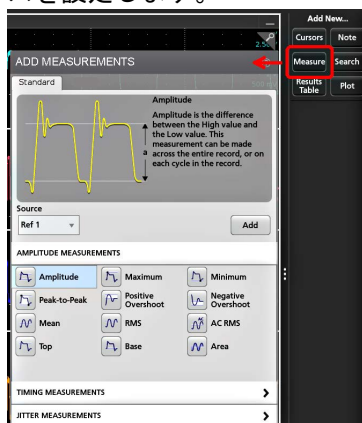 スを設定します。
Add New...
Cursors
Note
ADD MEASUREMENTS
Measure
Search
Standard
Results Table
Plot
Amplitude
Amplitude is the difference
between the High value and
the Low value. This
measurement can be made
across the entire record, or on
each cycle in the record.
a
Source
Ref 1
Add
AMPLITUDE MEASUREMENTS
Amplitude
Maximum
Minimum
Peak-to-Peak
Positive Overshoot
Negative Overshoot
Mean
RMS
AC RMS
Top
Base
Area
TIMING MEASUREMENTS
JITTER MEASUREMENTS